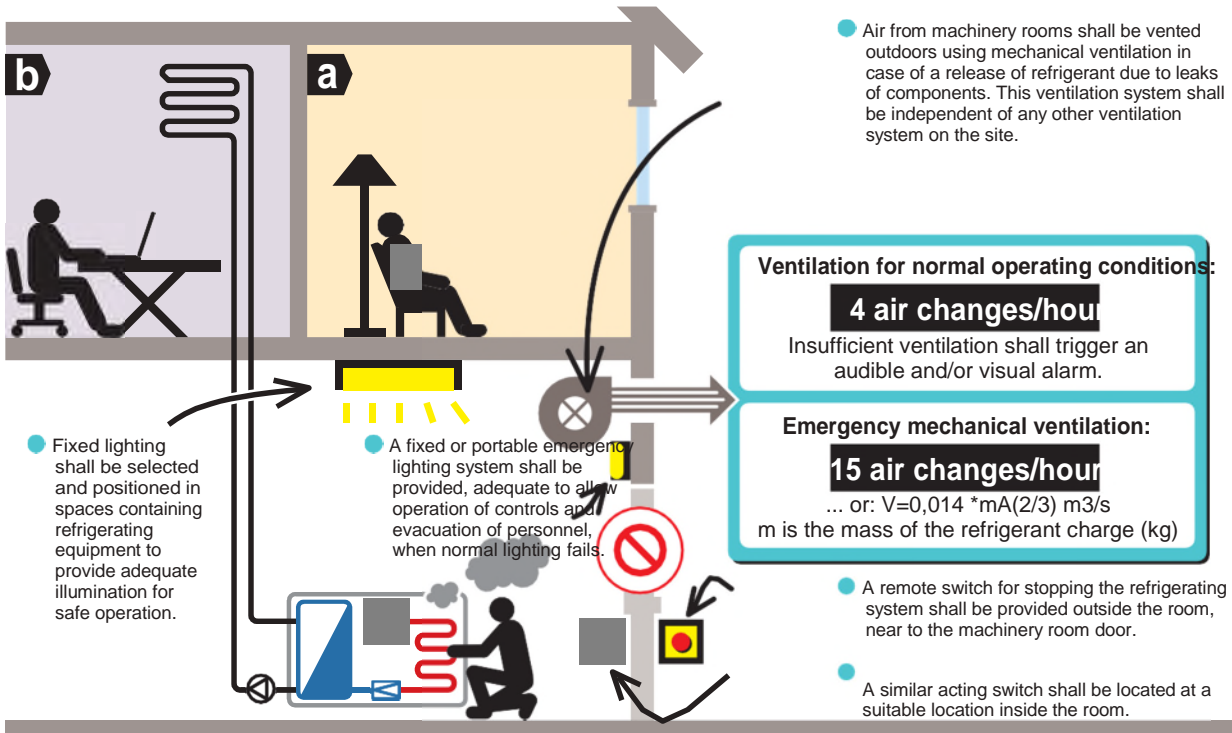 b
a
Air from machinery rooms shall be vented
outdoors using mechanical ventilation in
case of a release of refrigerant due to leaks
of components. This ventilation system shall
be independent of any other ventilation
system on the site.
Ventilation for normal operating conditions:
4 air changes/hour
Insufficient ventilation shall trigger an
audible and/or visual alarm.
Emergency mechanical ventilation:
15 air changes/hour
... or: V=0,014 *mA(2/3) m3/s
m is the mass of the refrigerant charge (kg)
Fixed lighting
shall be selected
and positioned in
spaces containing
refrigerating
equipment to
provide adequate
illumination for
safe operation.
A fixed or portable emergency
lighting system shall be
provided, adequate to allow
operation of controls and
evacuation of personnel,
when normal lighting fails.
A remote switch for stopping the refrigerating
system shall be provided outside the room,
near to the machinery room door.
A similar acting switch shall be located at a
suitable location inside the room.